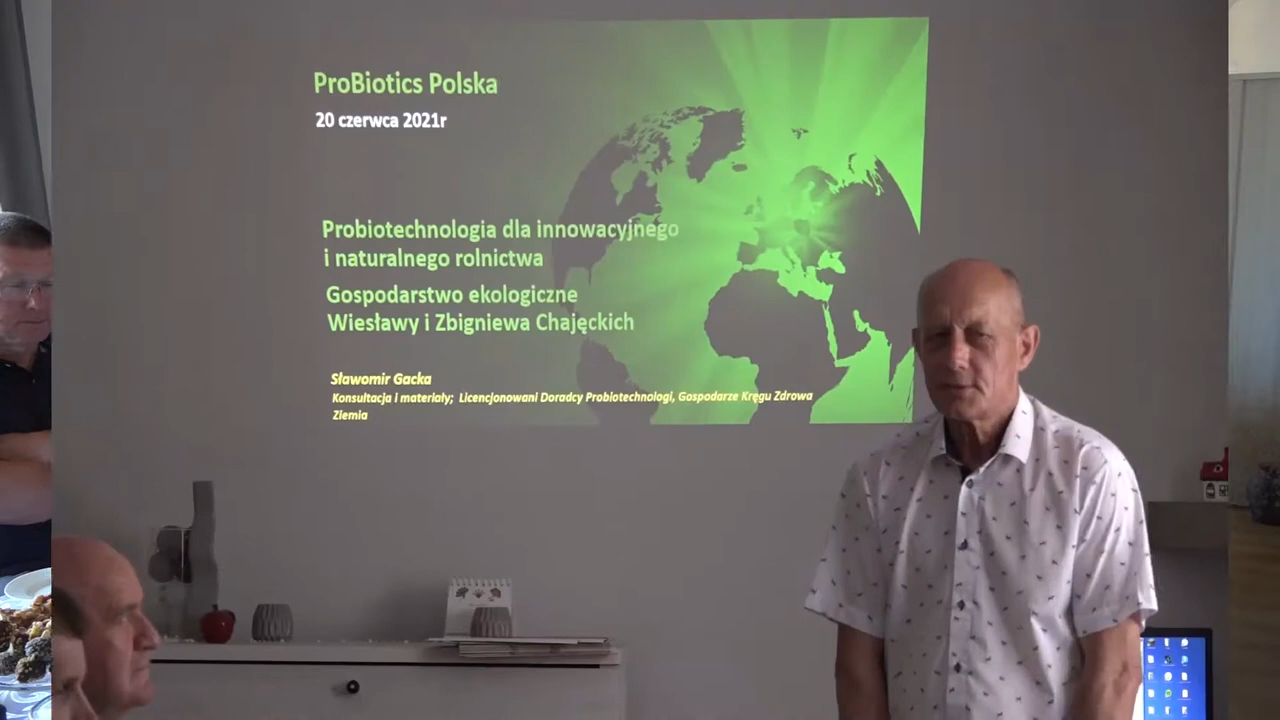 ProBiotics Polska
20 czerwca 2021r
Probiotechnologia dla innowacyjnego
i naturalnego rolnictwa
Gospodarstwo ekologiczne
Wiesławy i Zbigniewa Chajęckich
Sławomir Gacka
Konsultacja i materiały; Licencjonowani Doradcy Probiotechnologi, Gospodarze Kręgu Zdrowa
Ziemia